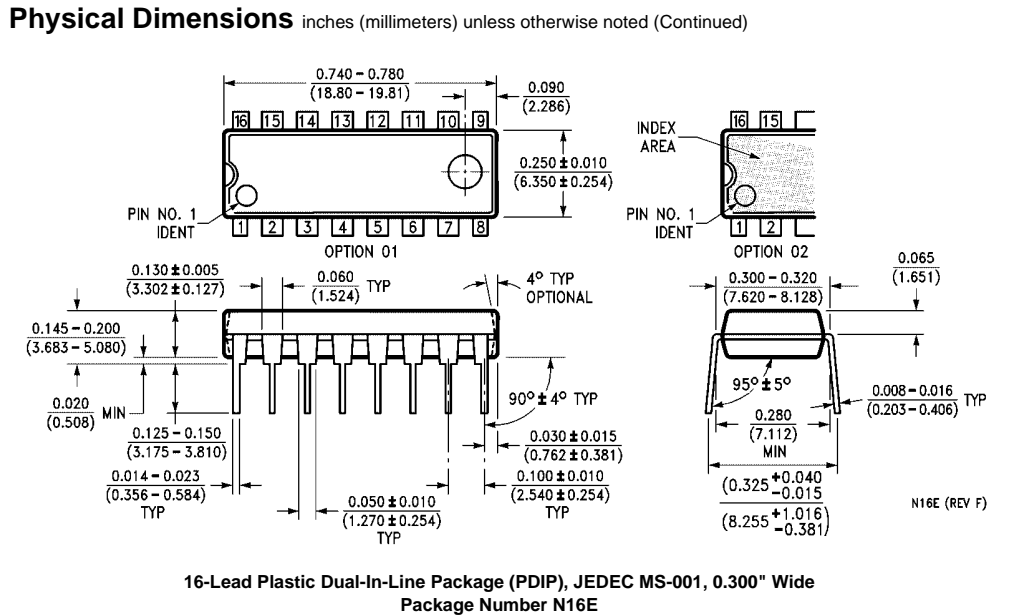 Physical Dimensions inches (millimeters) unless otherwise noted (Continued)
0.740 – 0.780
(18.80 – 19.81)
0.090
(2.286)
16 15 14 13 12 11 10 9
0.250 ± 0.010
(6.350 ± 0.254)
PIN NO. 1
IDENT
1 2 3 4 5 6 7 8
OPTION 01
INDEX
AREA
16 15
PIN NO. 1
IDENT
1 2
OPTION 02
0.130 ± 0.005
(3.302 ± 0.127)
0.060
(1.524)
TYP
4° TYP
OPTIONAL
0.300 – 0.320
(7.620 – 8.128)
0.065
(1.651)
0.145 – 0.200
(3.683 – 5.080)
0.020
(0.508)
MIN
0.125 – 0.150
(3.175 – 3.810)
90° ± 4° TYP
95° ± 5°
0.008 – 0.016
(0.203 – 0.406)
TYP
0.280
(7.112)
MIN
0.030 ± 0.015
(0.762 ± 0.381)
0.014 – 0.023
(0.356 – 0.584)
TYP
0.050 ± 0.010
(1.270 ± 0.254)
TYP
0.100 ± 0.010
(2.540 ± 0.254)
TYP
(0.325 +0.040
–0.015
(8.255 +1.016
–0.381)
N16E (REV F)
16-Lead Plastic Dual-In-Line Package (PDIP), JEDEC MS-001, 0.300" Wide
Package Number N16E